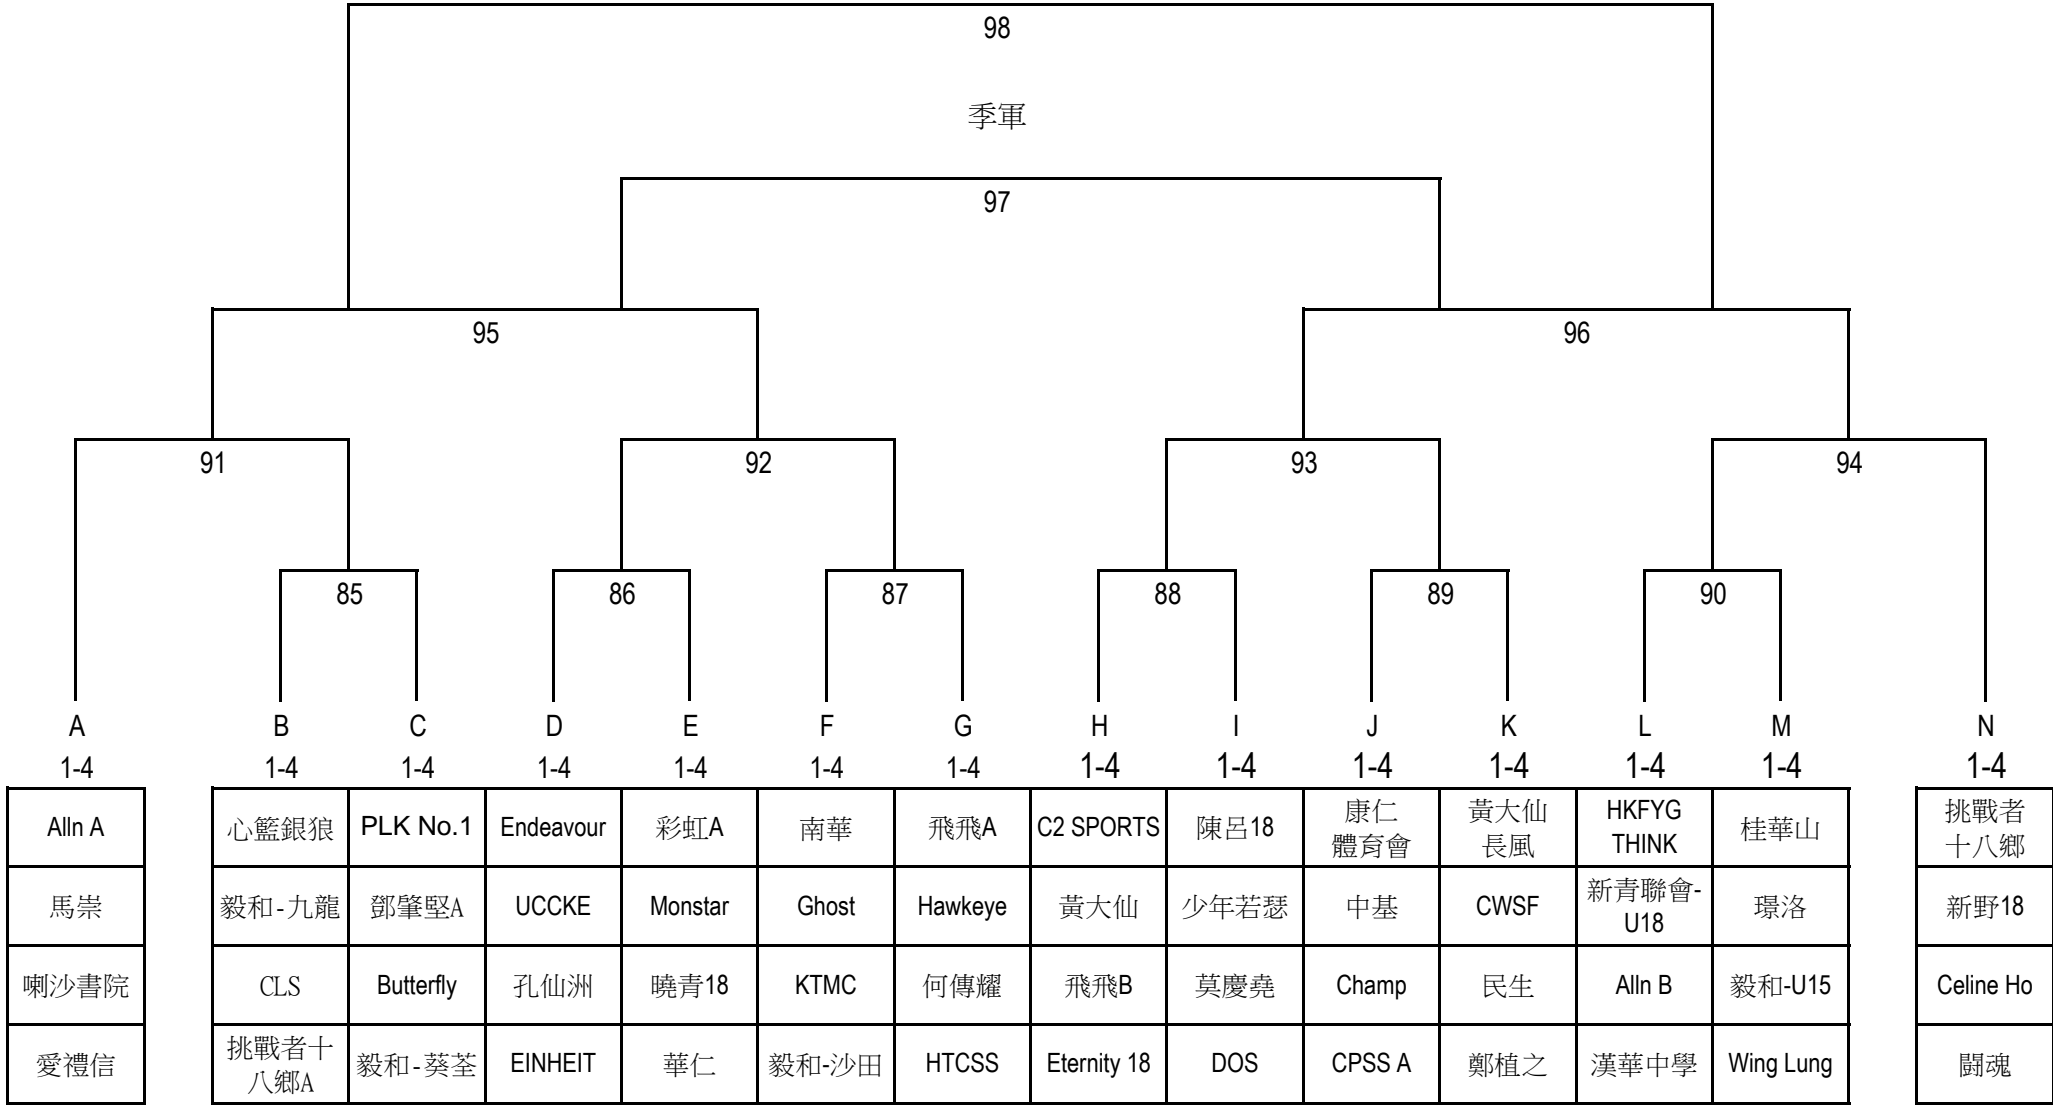 98
季軍
97
95 96
91 92 93 94
85 86 87 88 89 90
A B C D E F G H I J K L M N
1-4 1-4 1-4 1-4 1-4 1-4 1-4 1-4 1-4 1-4 1-4 1-4 1-4 1-4
Alln A 心籃銀狼 PLK No.1 Endeavour 彩虹A 南華 飛飛A C2 SPORTS 陳呂18 康仁 體育會 黃大仙 長風 HKFYG THINK 桂華山 挑戰者 十八鄉
馬崇 毅和-九龍 鄧肇堅A UCCKE Monstar Ghost Hawkeye 黃大仙 少年若瑟 中基 CWSF 新青聯會- U18 璟洛 新野18
喇沙書院 CLS Butterfly 孔仙洲 曉青18 KTMC 何傳耀 飛飛B 莫慶堯 Champ 民生 Alln B 毅和-U15 Celine Ho
愛禮信 挑戰者十 八鄉A 毅和-葵荃 EINHEIT 華仁 毅和-沙田 HTCSS Eternity 18 DOS CPSS A 鄭植之 漢華中學 Wing Lung 鬪魂